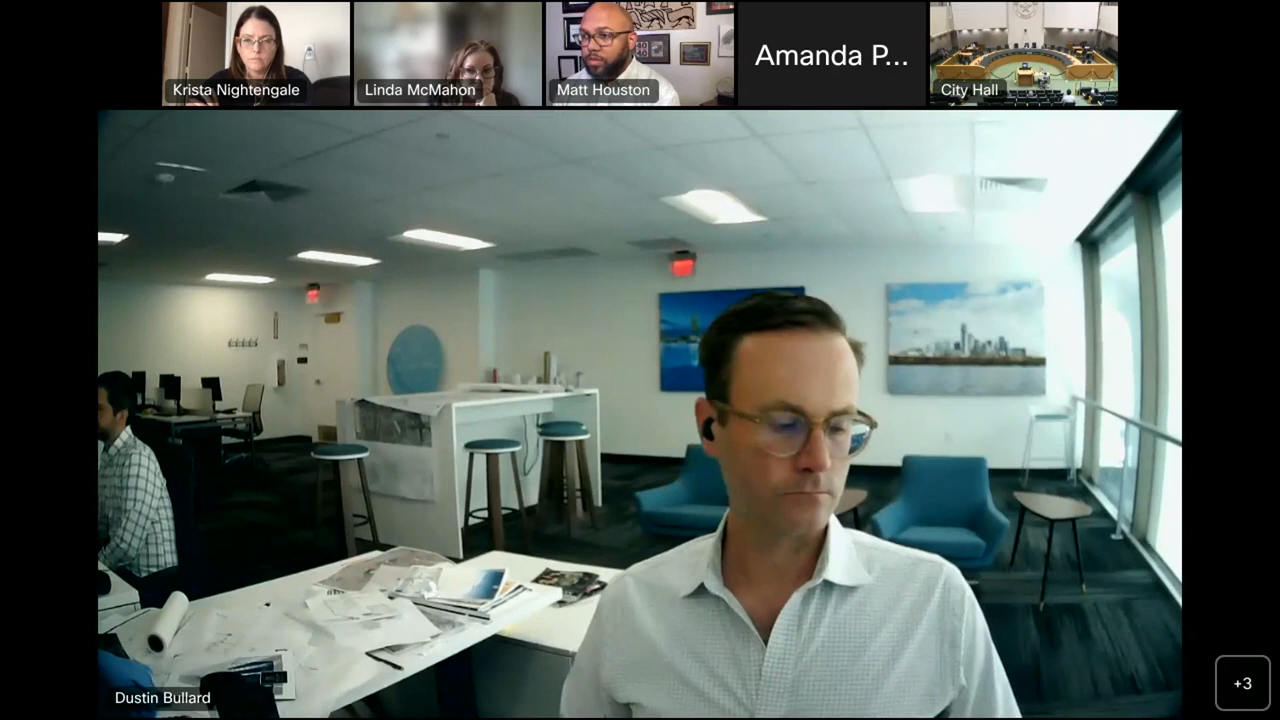 Krista Nightengale
Linda McMahon
Matt Houston
Amanda P...
City Hall
Dustin Bullard
+3